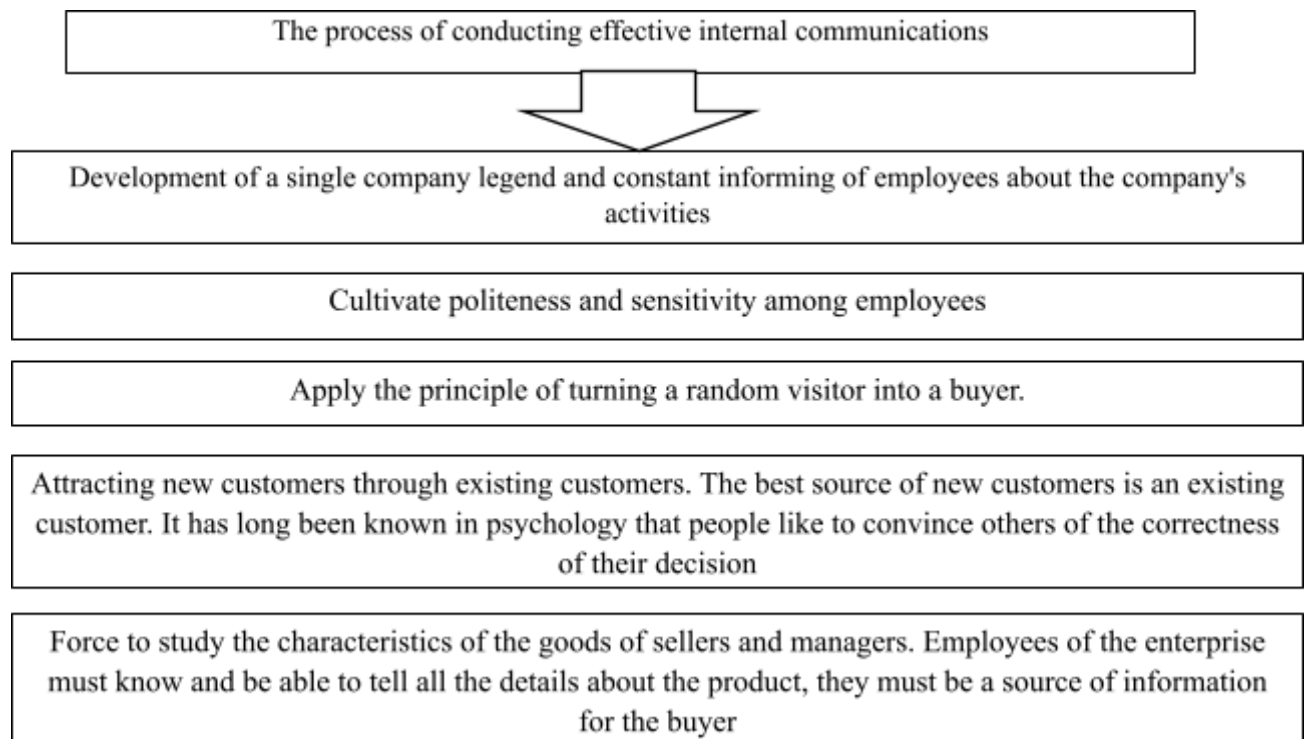 The process of conducting effective internal communications
Development of a single company legend and constant informing of employees about the company's
activities
Cultivate politeness and sensitivity among employees
Apply the principle of turning a random visitor into a buyer.
Attracting new customers through existing customers. The best source of new customers is an existing
customer. It has long been known in psychology that people like to convince others of the correctness
of their decision
Force to study the characteristics of the goods of sellers and managers. Employees of the enterprise
must know and be able to tell all the details about the product, they must be a source of information
for the buyer